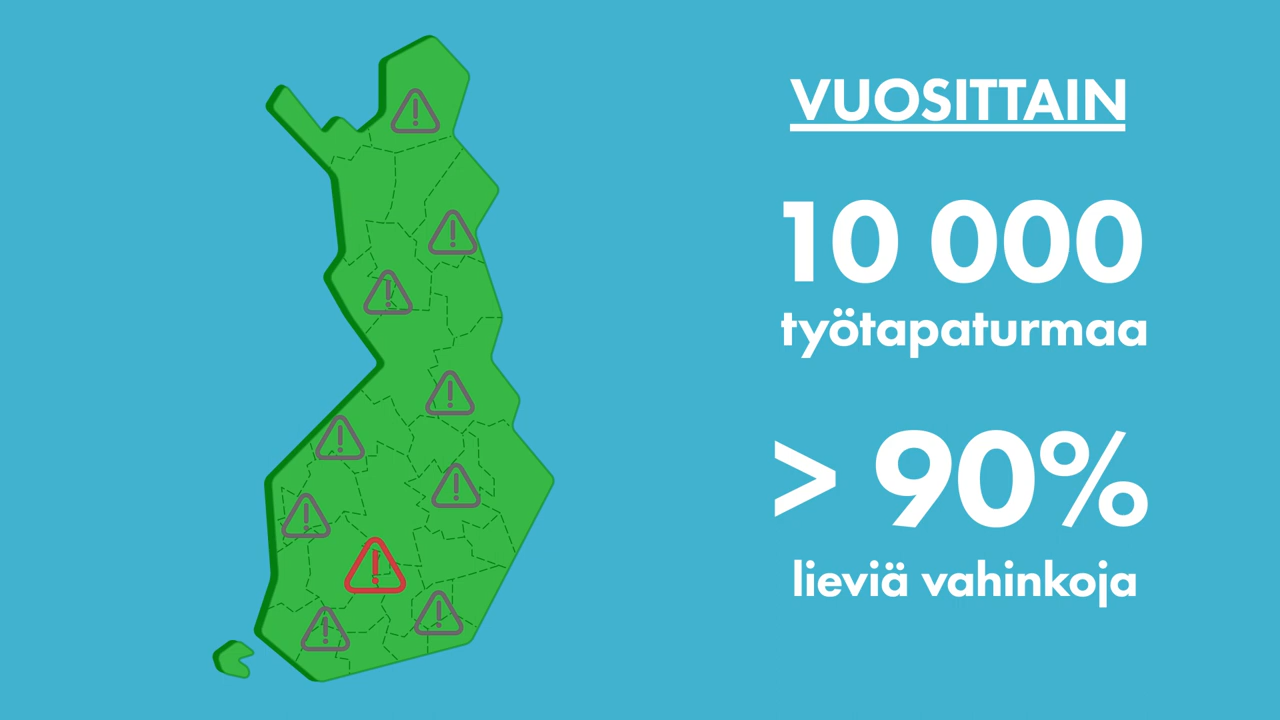 VUOSITTAIN
10 000
työtapaturmaa
> 90%
lieviä vahinkoja